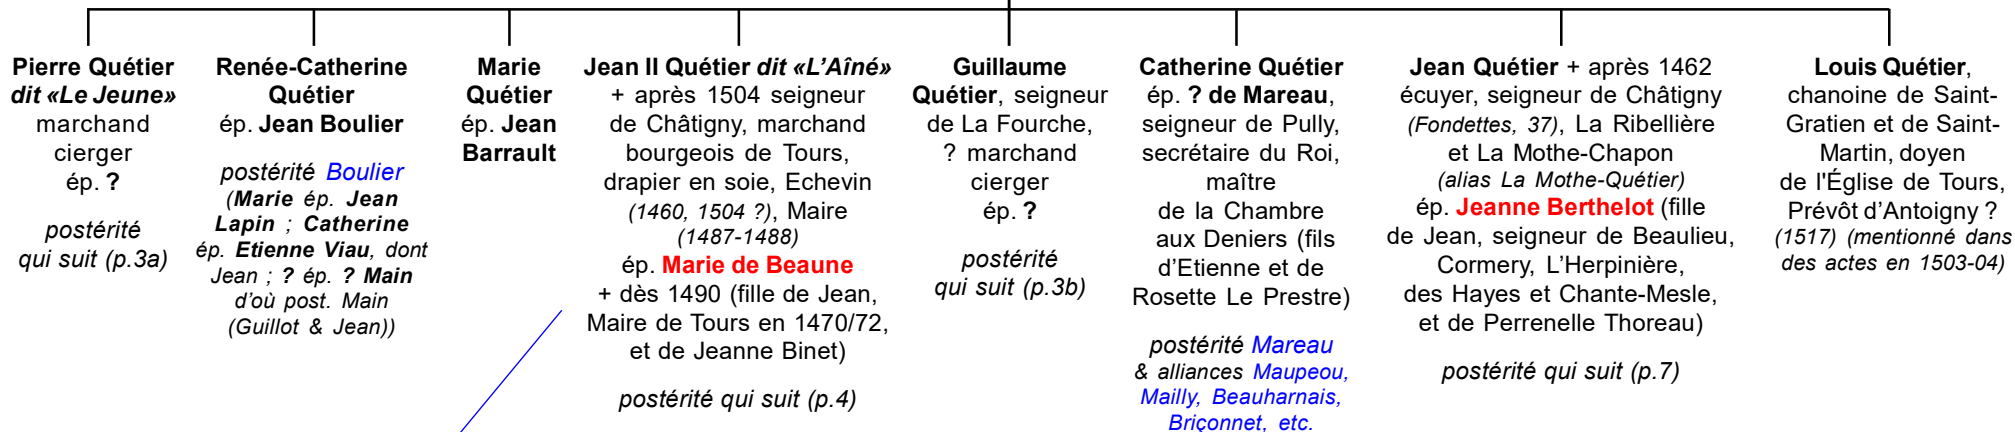 Pierre Quétier
dit «Le Jeune»
marchand
cierger
ép. ?
postérité
qui suit (p.3a)
Renée-Catherine
Quétier
ép. Jean Boulier
postérité Boulier
(Marie ép. Jean
Lapin ; Catherine
ép. Etienne Viau, dont
Jean ; ? ép. ? Main
d'où post. Main
(Guillot & Jean))
Marie
Quétier
ép. Jean
Barrault
Jean II Quétier dit «L'Aîné»
+ après 1504 seigneur
de Châtigny, marchand
bourgeois de Tours,
drapier en soie, Echevin
(1460, 1504 ?), Maire
(1487-1488)
ép. Marie de Beaune
+ dès 1490 (fille de Jean,
Maire de Tours en 1470/72,
et de Jeanne Binet)
postérité qui suit (p.4)
Guillaume
Quétier, seigneur
de La Fourche,
? marchand
cierger
ép. ?
postérité
qui suit (p.3b)
Catherine Quétier
ép. ? de Mareau,
seigneur de Pully,
secrétaire du Roi,
maître
de la Chambre
aux Deniers (fils
d'Etienne et de
Rosette Le Prestre)
postérité Mareau
& alliances Maupeou,
Mailly, Beauharnais,
Briçonnet, etc.
Jean Quétier + après 1462
écuyer, seigneur de Châtigny
(Fondettes, 37), La Ribellière
et La Mothe-Chapon
(alias La Mothe-Quétier)
ép. Jeanne Berthelot (fille
de Jean, seigneur de Beaulieu,
Cormery, L'Herpinière,
des Hayes et Chante-Mesle,
et de Perrenelle Thoreau)
postérité qui suit (p.7)
Louis Quétier,
chanoine de Saint-
Gratien et de Saint-
Martin, doyen
de l'Église de Tours,
Prévôt d'Antoigny ?
(1517) (mentionné dans
des actes en 1503-04)